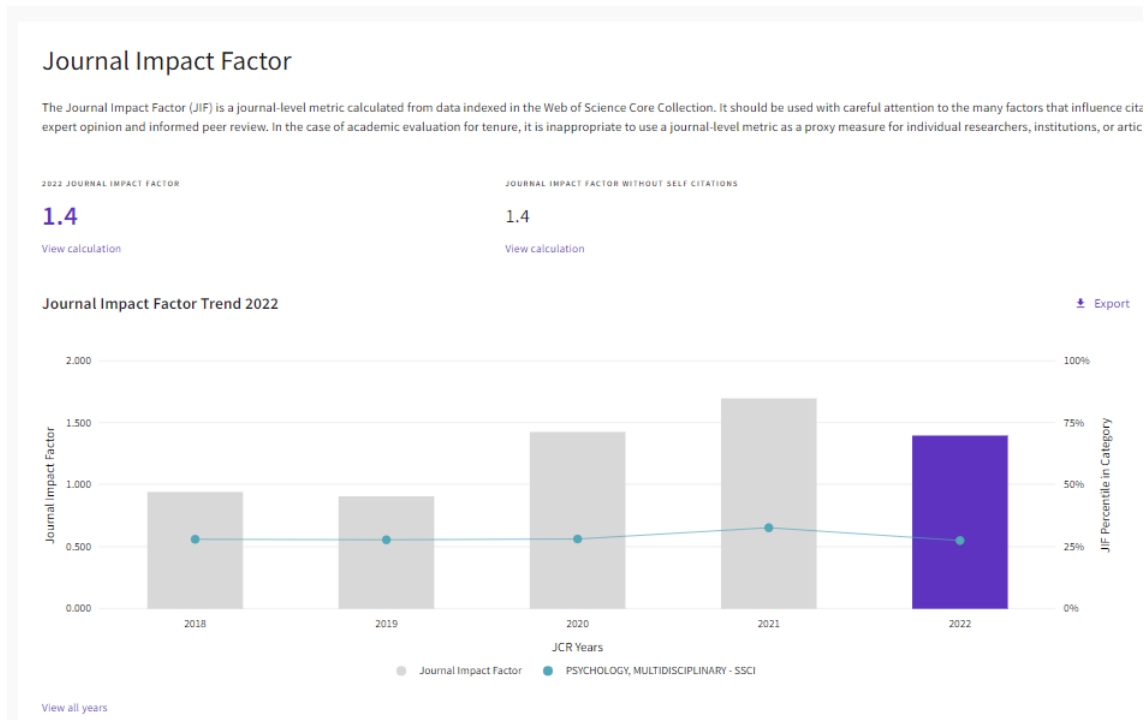 Journal Impact Factor
The Journal Impact Factor (JIF) is a journal-level metric calculated from data indexed in the Web of Science Core Collection. It should be used with careful attention to the many factors that influence cita
expert opinion and informed peer review. In the case of academic evaluation for tenure, it is inappropriate to use a journal-level metric as a proxy measure for individual researchers, institutions, or artic
2022 JOURNAL IMPACT FACTOR
1.4
View calculation
JOURNAL IMPACT FACTOR WITHOUT SELF CITATIONS
1.4
View calculation
Journal Impact Factor Trend 2022
Export
Journal Impact Factor
2.000
1.500
1.000
0.500
0.000
100%
75%
50%
25%
0%
JIF Percentile in Category
2018
2019
2020
2021
2022
JCR Years
Journal Impact Factor
PSYCHOLOGY, MULTIDISCIPLINARY - SSCI
View all years